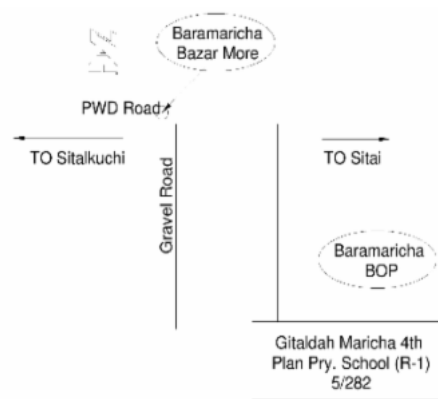 Baramaricha
Bazar More
PWD Road
TO Sitalkuchi
TO Sitai
Gravel Road
Baramaricha
BOP
Gitaldah Maricha 4th
Plan Pry. School (R-1)
5/282